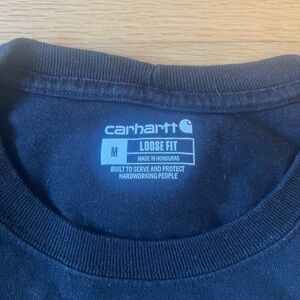 carhartt
M
LOOSE FIT
MADE IN HONDURAS
BUILT TO SERVE AND PROTECT
HARDWORKING PEOPLE